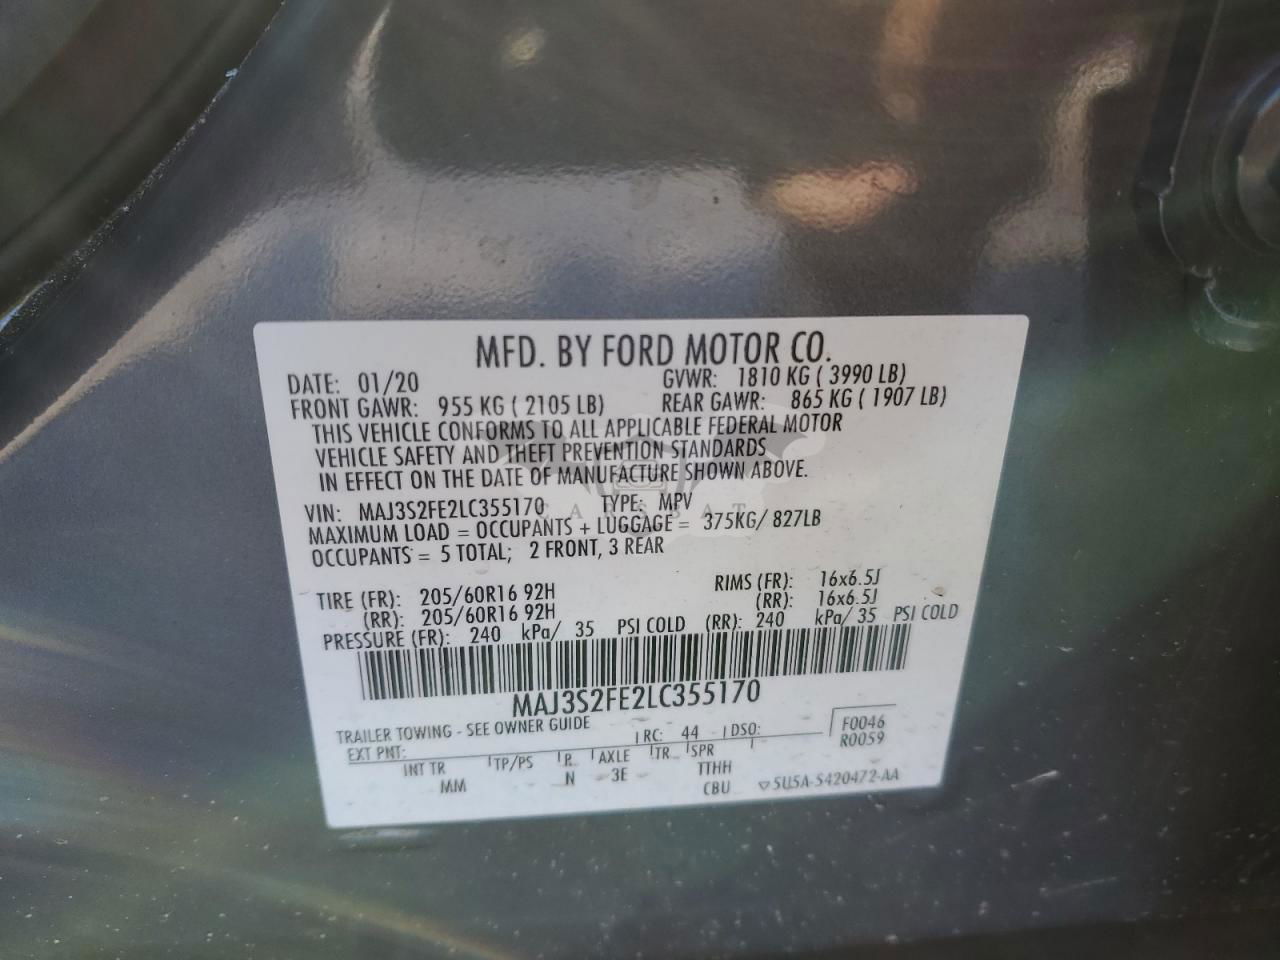 MFD. BY FORD MOTOR CO.
DATE: 01/20 GVWR: 1810 KG ( 3990 LB)
FRONT GAWR: 955 KG ( 2105 LB) REAR GAWR: 865 KG ( 1907 LB)
THIS VEHICLE CONFORMS TO ALL APPLICABLE FEDERAL MOTOR
VEHICLE SAFETY AND THEFT PREVENTION STANDARDS
IN EFFECT ON THE DATE OF MANUFACTURE SHOWN ABOVE.
CARSSAT
VIN: MAJ3S2FE2LC355170 TYPE: MPV
MAXIMUM LOAD = OCCUPANTS + LUGGAGE = 375KG/ 827LB
OCCUPANTS = 5 TOTAL; 2 FRONT, 3 REAR
TIRE (FR): 205/60R16 92H RIMS (FR): 16x6.5J
(RR): 205/60R16 92H (RR): 16x6.5J
PRESSURE (FR): 240 kPa/ 35 PSI COLD (RR): 240 kPa/ 35 PSI COLD
MAJ3S2FE2LC355170
TRAILER TOWING - SEE OWNER GUIDE
EXT PNT: RC: 44 DSO: F0046
R0059
INT TR TP/PS R AXLE TR SPR
MM N 3E TTHH
CBU 5U5A-5420472-AA